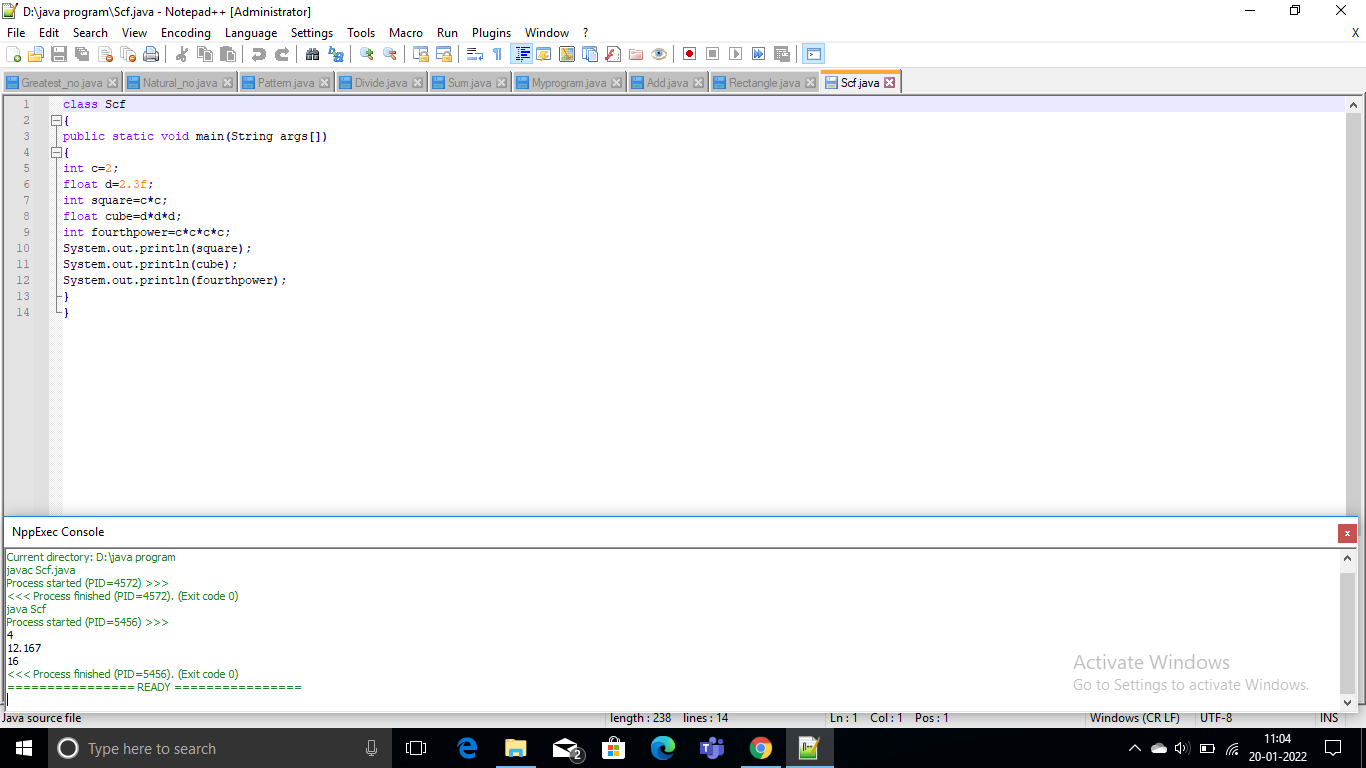 D:\java program\Scf.java - Notepad++ [Administrator]
File Edit Search View Encoding Language Settings Tools Macro Run Plugins Window ? X
Greatest_no.java Natural_no.java Pattern.java Divide.java Sum.java Myprogram.java Add.java Rectangle.java Scf.java
1 class Scf
2 {
3 public static void main(String args[])
4 {
5 int c=2;
6 float d=2.3f;
7 int square=c*c;
8 float cube=d*d*d;
9 int fourthpower=c*c*c*c;
10 System.out.println(square);
11 System.out.println(cube);
12 System.out.println(fourthpower);
13 }
14 }
NppExec Console
Current directory: D:\java program
javac Scf.java
Process started (PID=4572) >>>
<<< Process finished (PID=4572). (Exit code 0)
java Scf
Process started (PID=5456) >>>
4
12.167
16
<<< Process finished (PID=5456). (Exit code 0)
================ READY ================
Activate Windows
Go to Settings to activate Windows.
Java source file length : 238 lines : 14 Ln : 1 Col : 1 Pos : 1 Windows (CR LF) UTF-8 INS
Type here to search 2 11:04
20-01-2022